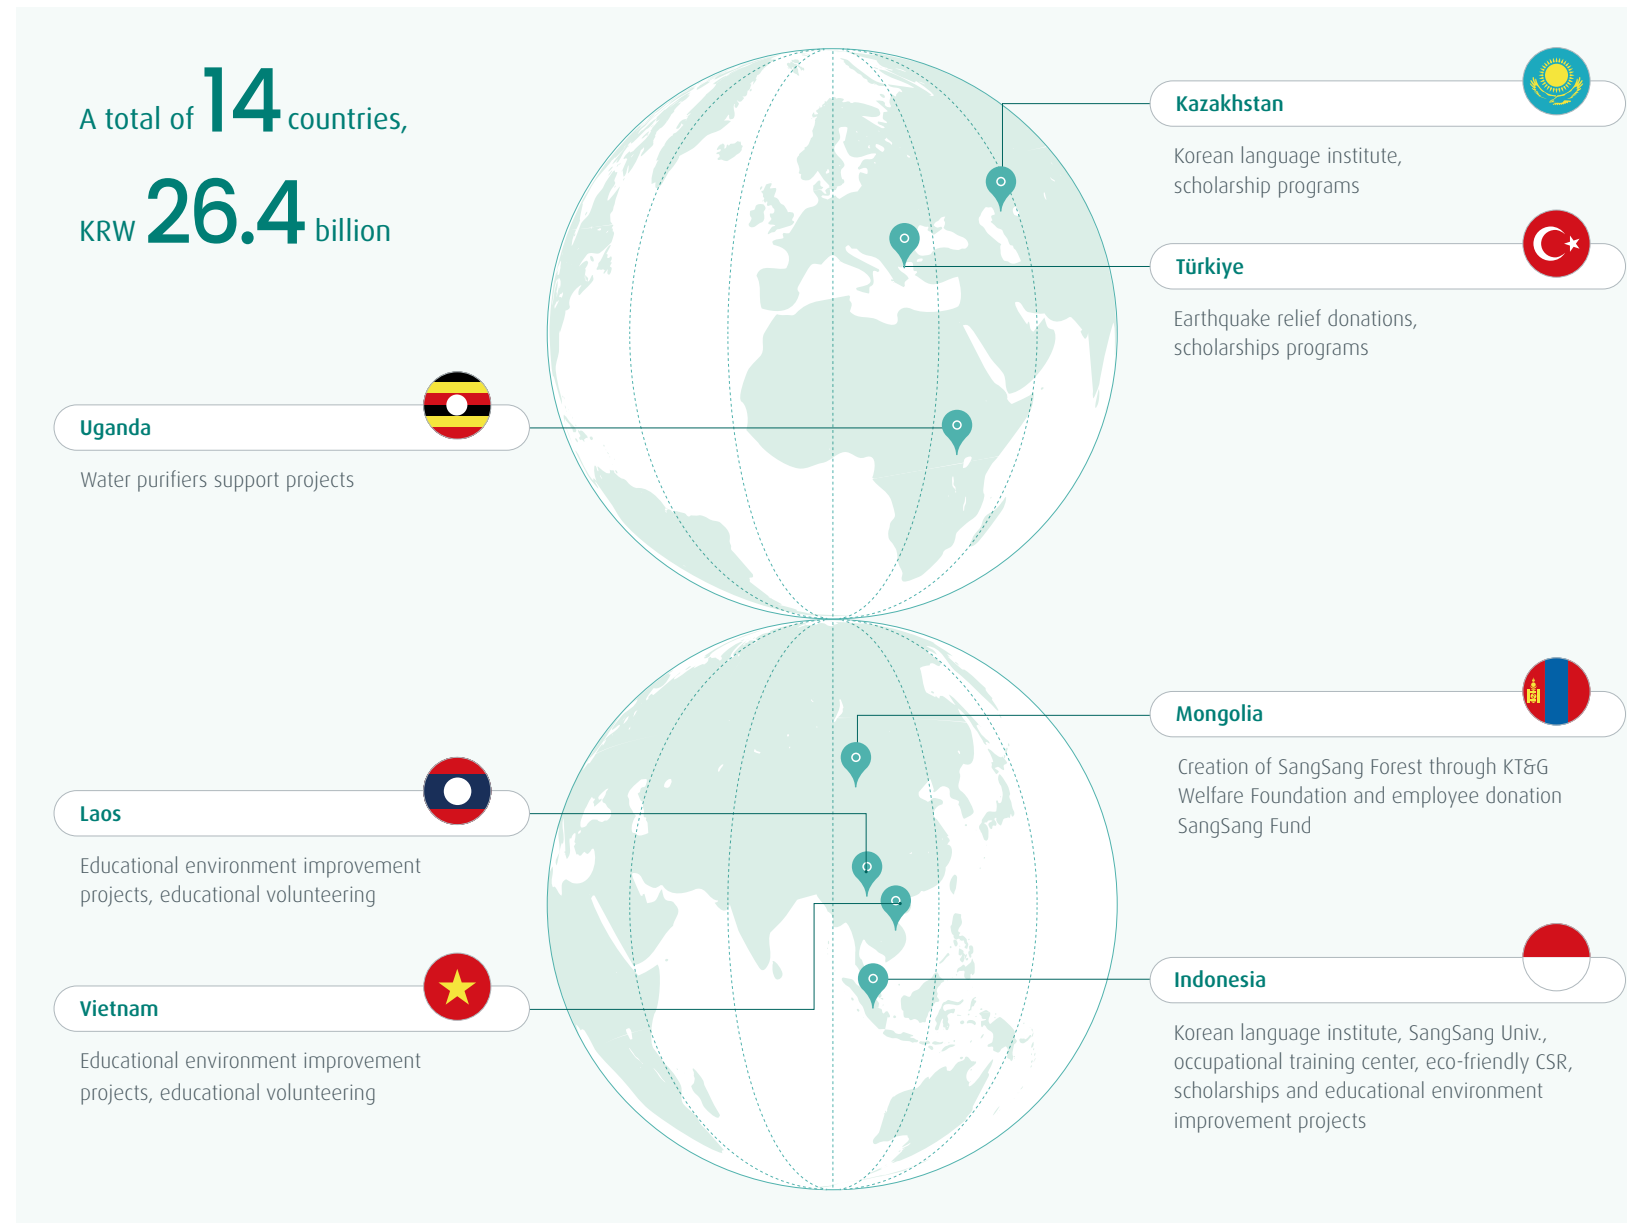 A total of 14 countries,
KRW 26.4 billion
Kazakhstan
Korean language institute,
scholarship programs
Türkiye
Earthquake relief donations,
scholarships programs
Uganda
Water purifiers support projects
Mongolia
Creation of SangSang Forest through KT&G
Welfare Foundation and employee donation
SangSang Fund
Laos
Educational environment improvement
projects, educational volunteering
Vietnam
Educational environment improvement
projects, educational volunteering
Indonesia
Korean language institute, SangSang Univ.,
occupational training center, eco-friendly CSR,
scholarships and educational environment
improvement projects